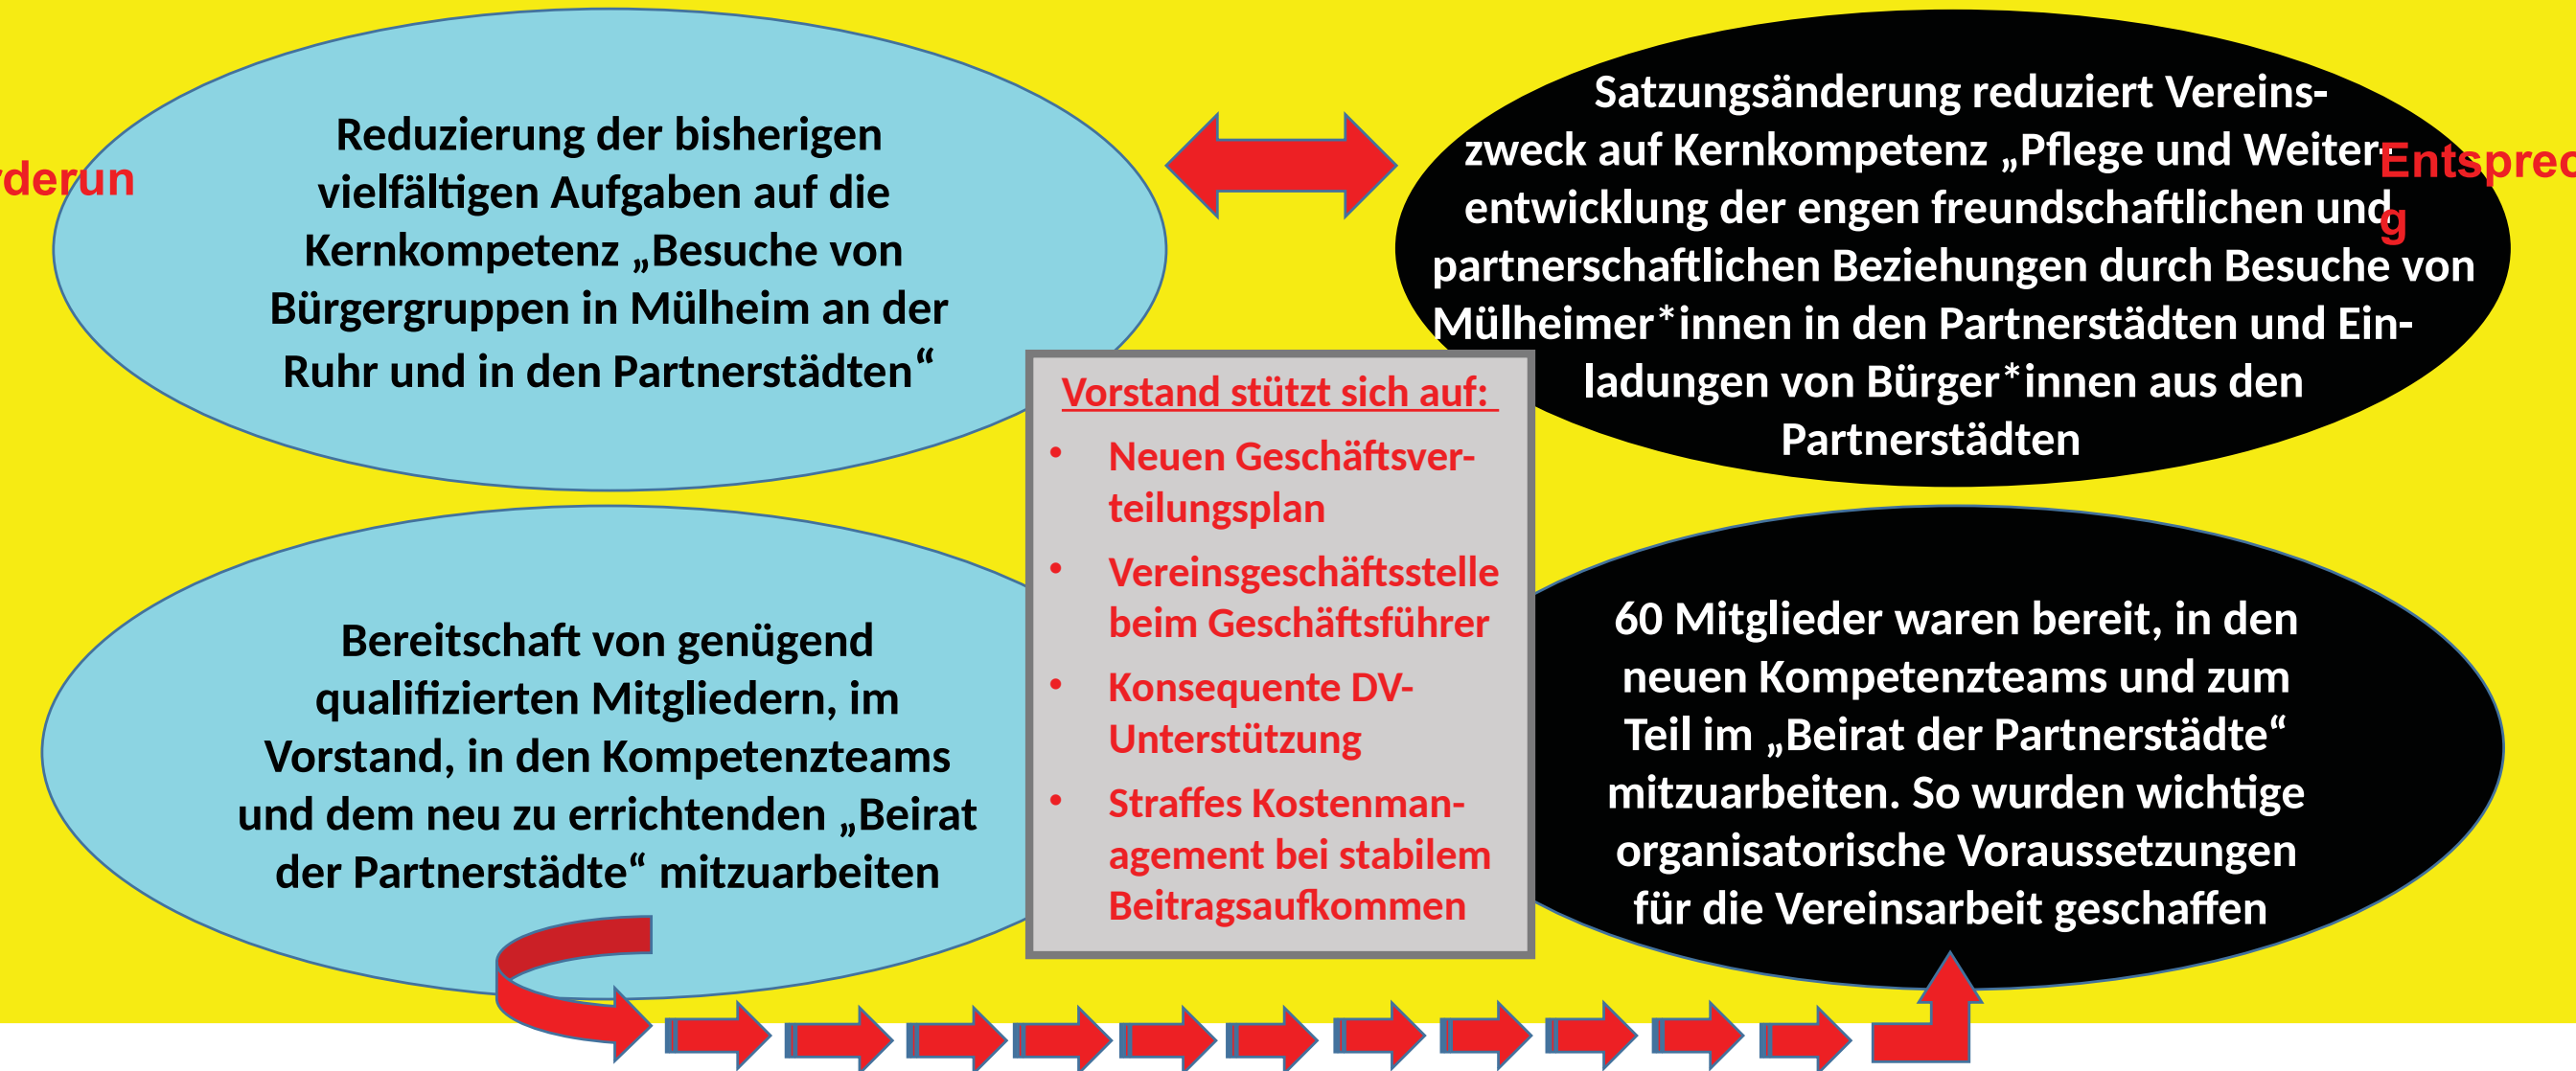 Reduzierung der bisherigen
vielfältigen Aufgaben auf die
Kernkompetenz „Besuche von
Bürgergruppen in Mülheim an der
Ruhr und in den Partnerstädten“
Satzungsänderung reduziert Vereins-
zweck auf Kernkompetenz „Pflege und Weiter-
entwicklung der engen freundschaftlichen und
partnerschaftlichen Beziehungen durch Besuche von
Mülheimer*innen in den Partnerstädten und Ein-
ladungen von Bürger*innen aus den
Partnerstädten
Vorstand stützt sich auf:
• Neuen Geschäftsver-
teilungsplan
• Vereinsgeschäftsstelle
beim Geschäftsführer
• Konsequente DV-
Unterstützung
• Straffes Kostenman-
agement bei stabilem
Beitragsaufkommen
Bereitschaft von genügend
qualifizierten Mitgliedern, im
Vorstand, in den Kompetenzteams
und dem neu zu errichtenden „Beirat
der Partnerstädte“ mitzuarbeiten
60 Mitglieder waren bereit, in den
neuen Kompetenzteams und zum
Teil im „Beirat der Partnerstädte“
mitzuarbeiten. So wurden wichtige
organisatorische Voraussetzungen
für die Vereinsarbeit geschaffen